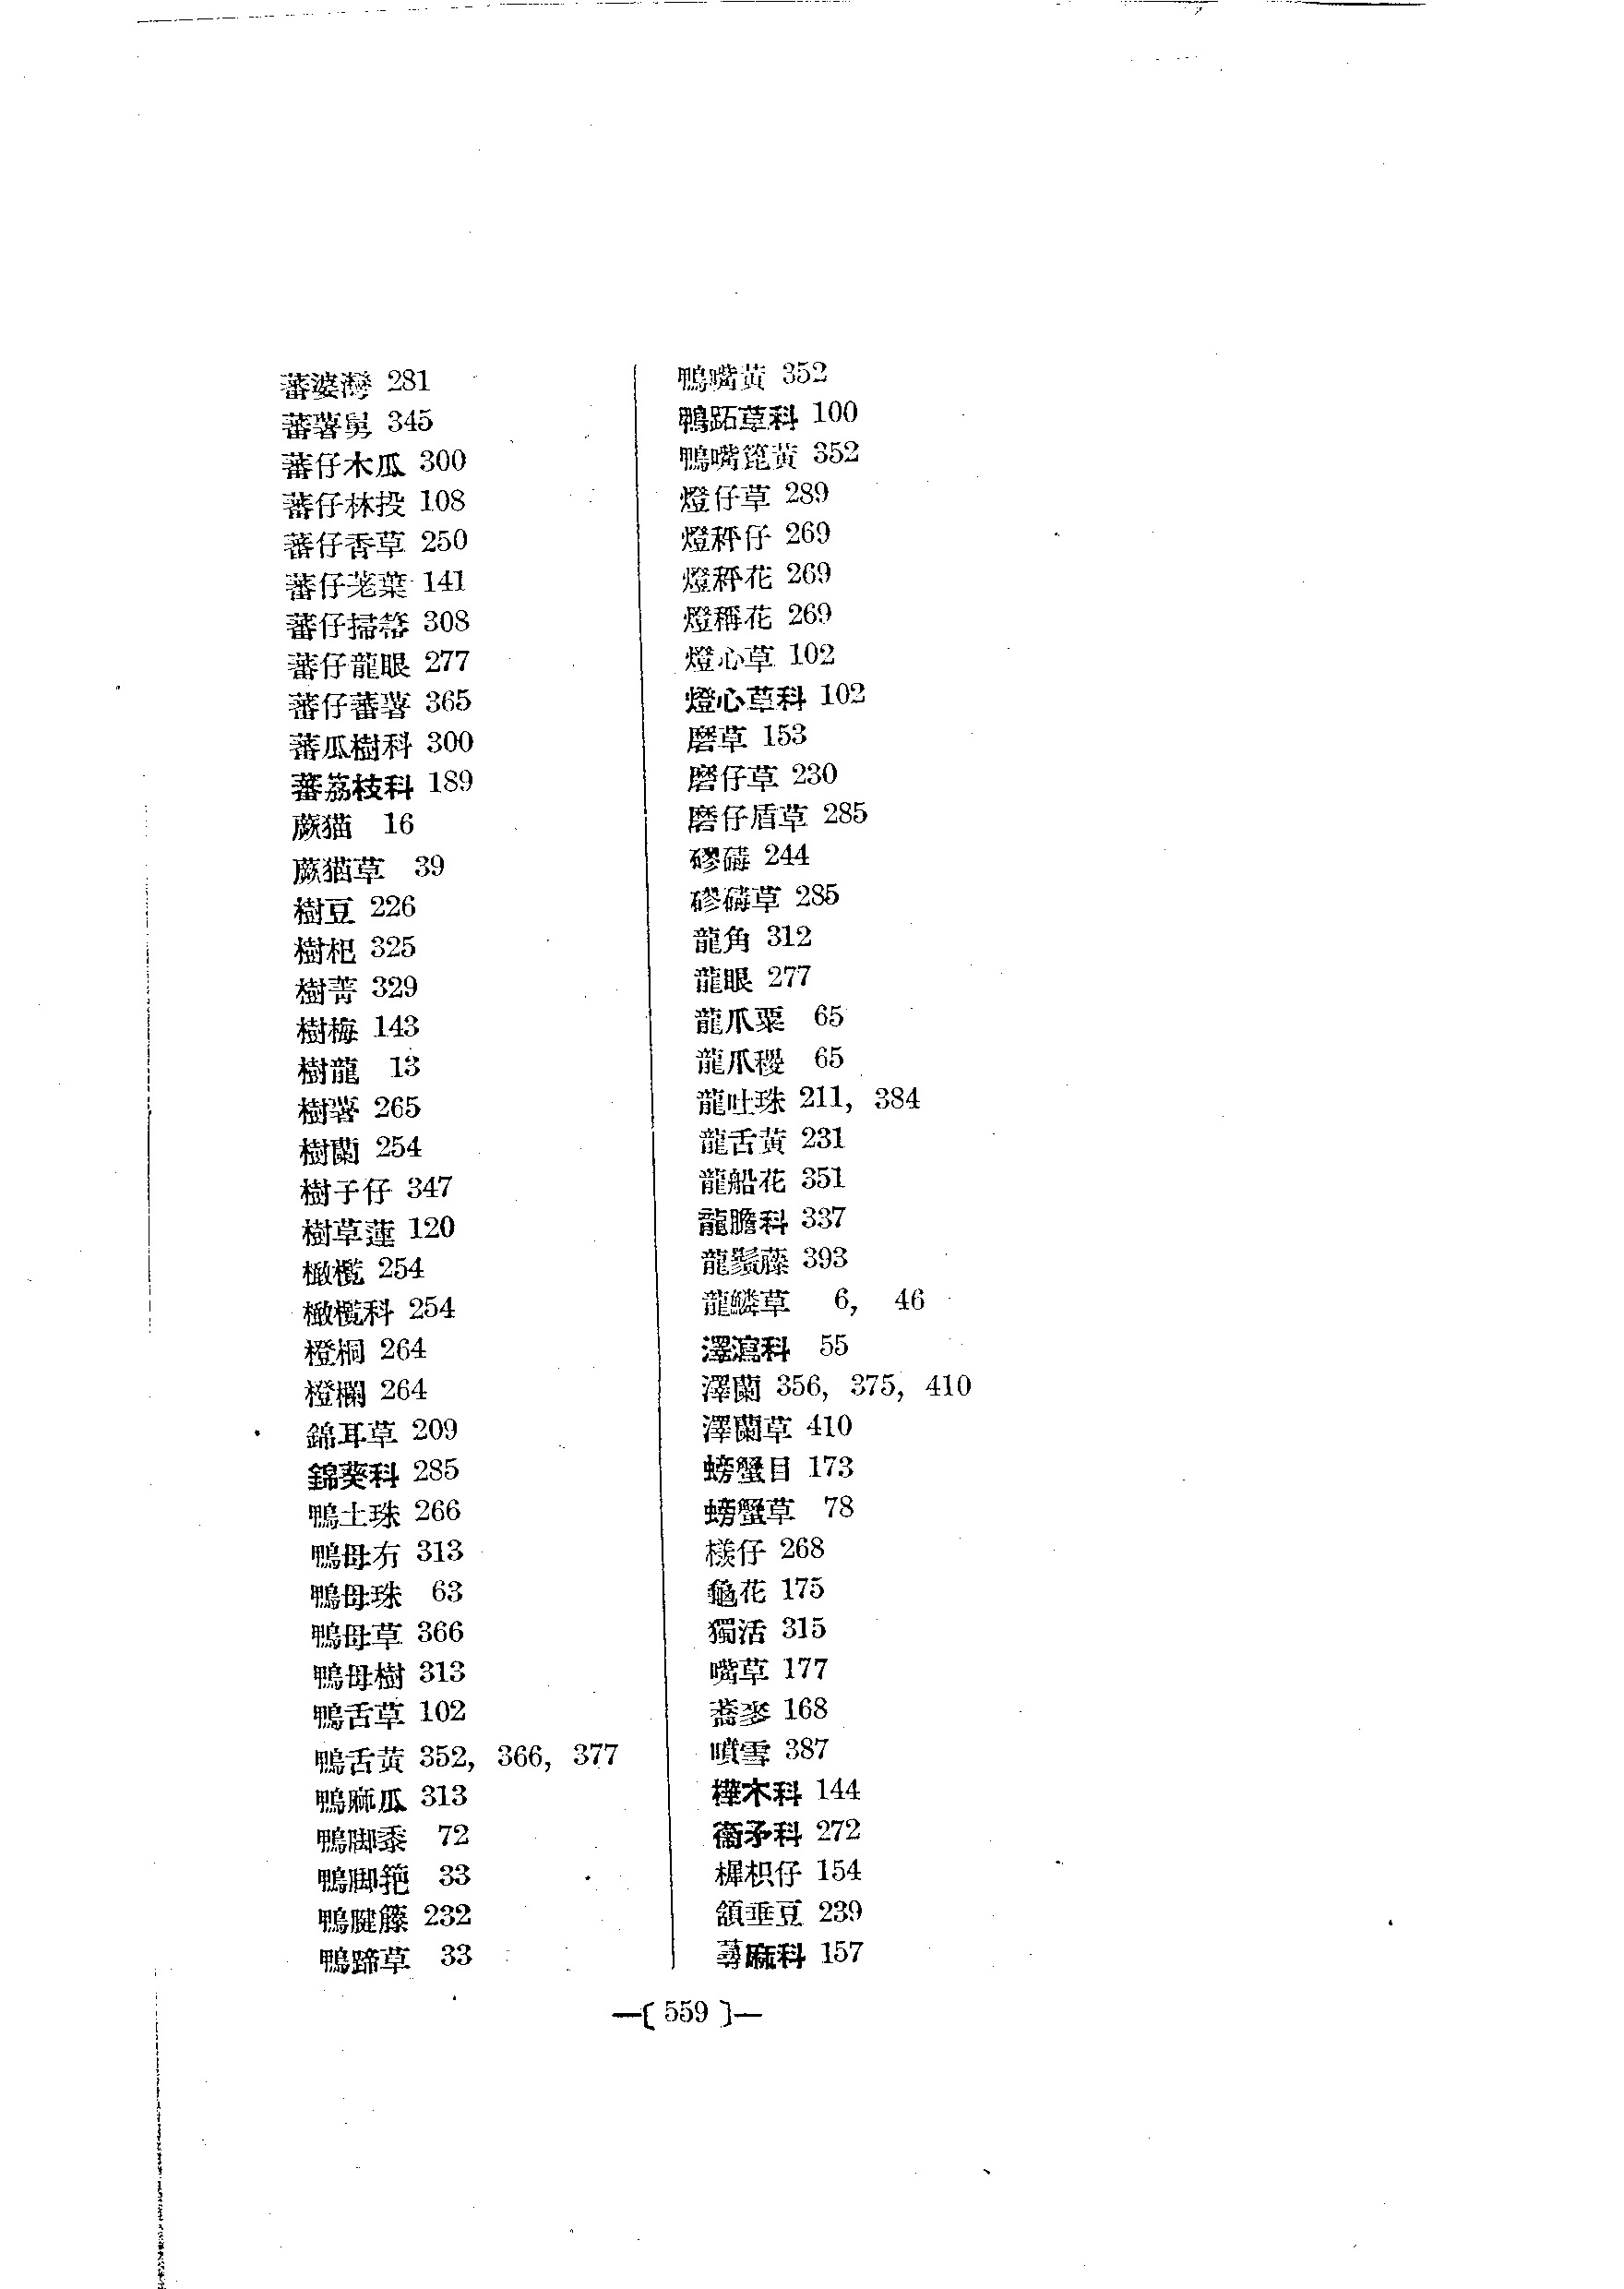 蕃婆灣 281
蕃薯舅 345
蕃仔木瓜 300
蕃仔林投 108
蕃仔香草 250
蕃仔荖葉 141
蕃仔掃箒 308
蕃仔龍眼 277
蕃仔蕃薯 365
蕃瓜樹科 300
蕃荔枝科 189
蕨貓 16
蕨貓草 39
樹豆 226
樹杞 325
樹菁 329
樹梅 143
樹龍 13
樹薯 265
樹蘭 254
樹子仔 347
樹草蓮 120
橄欖 254
橄欖科 254
橙桐 264
橙欄 264
錦耳草 209
錦葵科 285
鴨土珠 266
鴨母冇 313
鴨母珠 63
鴨母草 366
鴨母樹 313
鴨舌草 102
鴨舌黃 352, 366, 377
鴨麻瓜 313
鴨脚黍 72
鴨脚䈊 33
鴨腱籐 232
鴨蹄草 33
鴨嘴黃 352
鴨跖草科 100
鴨嘴篦黃 352
燈仔草 289
燈秤仔 269
燈秤花 269
燈稱花 269
燈心草 102
燈心草科 102
磨草 153
磨仔草 230
磨仔盾草 285
磟碡 244
磟碡草 285
龍角 312
龍眼 277
龍爪粟 65
龍爪稷 65
龍吐珠 211, 384
龍舌黃 231
龍船花 351
龍膽科 337
龍鬚藤 393
龍鱗草 6, 46
澤瀉科 55
澤蘭 356, 375, 410
澤蘭草 410
螃蟹目 173
螃蟹草 78
檨仔 268
龜花 175
獨活 315
嘴草 177
蕎麥 168
噴雪 387
樺木科 144
衞矛科 272
樨枳仔 154
頷垂豆 239
蕁麻科 157
—〔 559 〕—